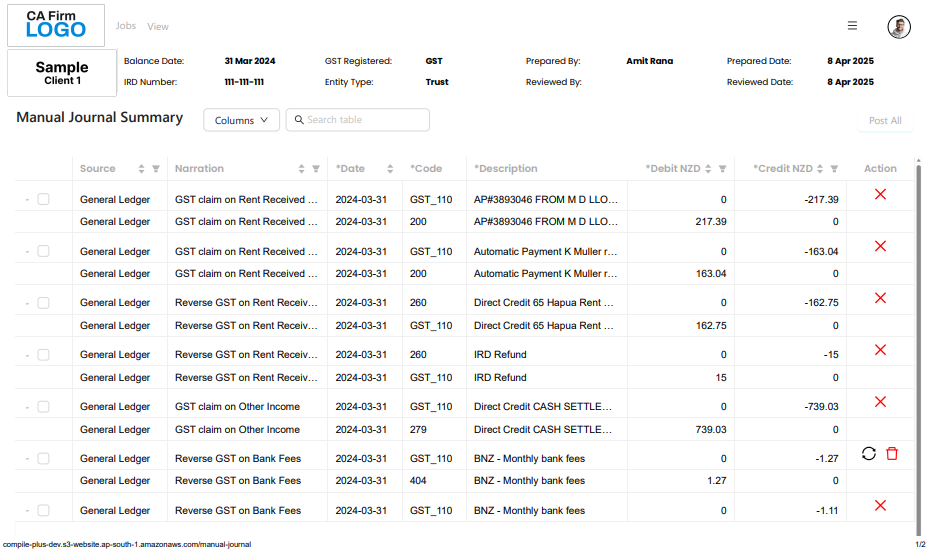 CA Firm
LOGO
Jobs View
Sample
Client 1
Balance Date: 31 Mar 2024 GST Registered: GST Prepared By: Amit Rana Prepared Date: 8 Apr 2025
IRD Number: 111-111-111 Entity Type: Trust Reviewed By: Reviewed Date: 8 Apr 2025
Manual Journal Summary Columns Search table Post All
Source Narration *Date *Code *Description *Debit NZD *Credit NZD Action
- General Ledger GST claim on Rent Received ... 2024-03-31 GST_110 AP#3893046 FROM M D LLO... 0 -217.39
General Ledger GST claim on Rent Received ... 2024-03-31 200 AP#3893046 FROM M D LLO... 217.39 0
- General Ledger GST claim on Rent Received ... 2024-03-31 GST_110 Automatic Payment K Muller r... 0 -163.04
General Ledger GST claim on Rent Received ... 2024-03-31 200 Automatic Payment K Muller r... 163.04 0
- General Ledger Reverse GST on Rent Receiv... 2024-03-31 260 Direct Credit 65 Hapua Rent ... 0 -162.75
General Ledger Reverse GST on Rent Receiv... 2024-03-31 GST_110 Direct Credit 65 Hapua Rent ... 162.75 0
- General Ledger Reverse GST on Rent Receiv... 2024-03-31 260 IRD Refund 0 -15
General Ledger Reverse GST on Rent Receiv... 2024-03-31 GST_110 IRD Refund 15 0
- General Ledger GST claim on Other Income 2024-03-31 GST_110 Direct Credit CASH SETTLE... 0 -739.03
General Ledger GST claim on Other Income 2024-03-31 279 Direct Credit CASH SETTLE... 739.03 0
- General Ledger Reverse GST on Bank Fees 2024-03-31 GST_110 BNZ - Monthly bank fees 0 -1.27
General Ledger Reverse GST on Bank Fees 2024-03-31 404 BNZ - Monthly bank fees 1.27 0
- General Ledger Reverse GST on Bank Fees 2024-03-31 GST_110 BNZ - Monthly bank fees 0 -1.11
compile-plus-dev.s3-website.ap-south-1.amazonaws.com/manual-journal 1/2